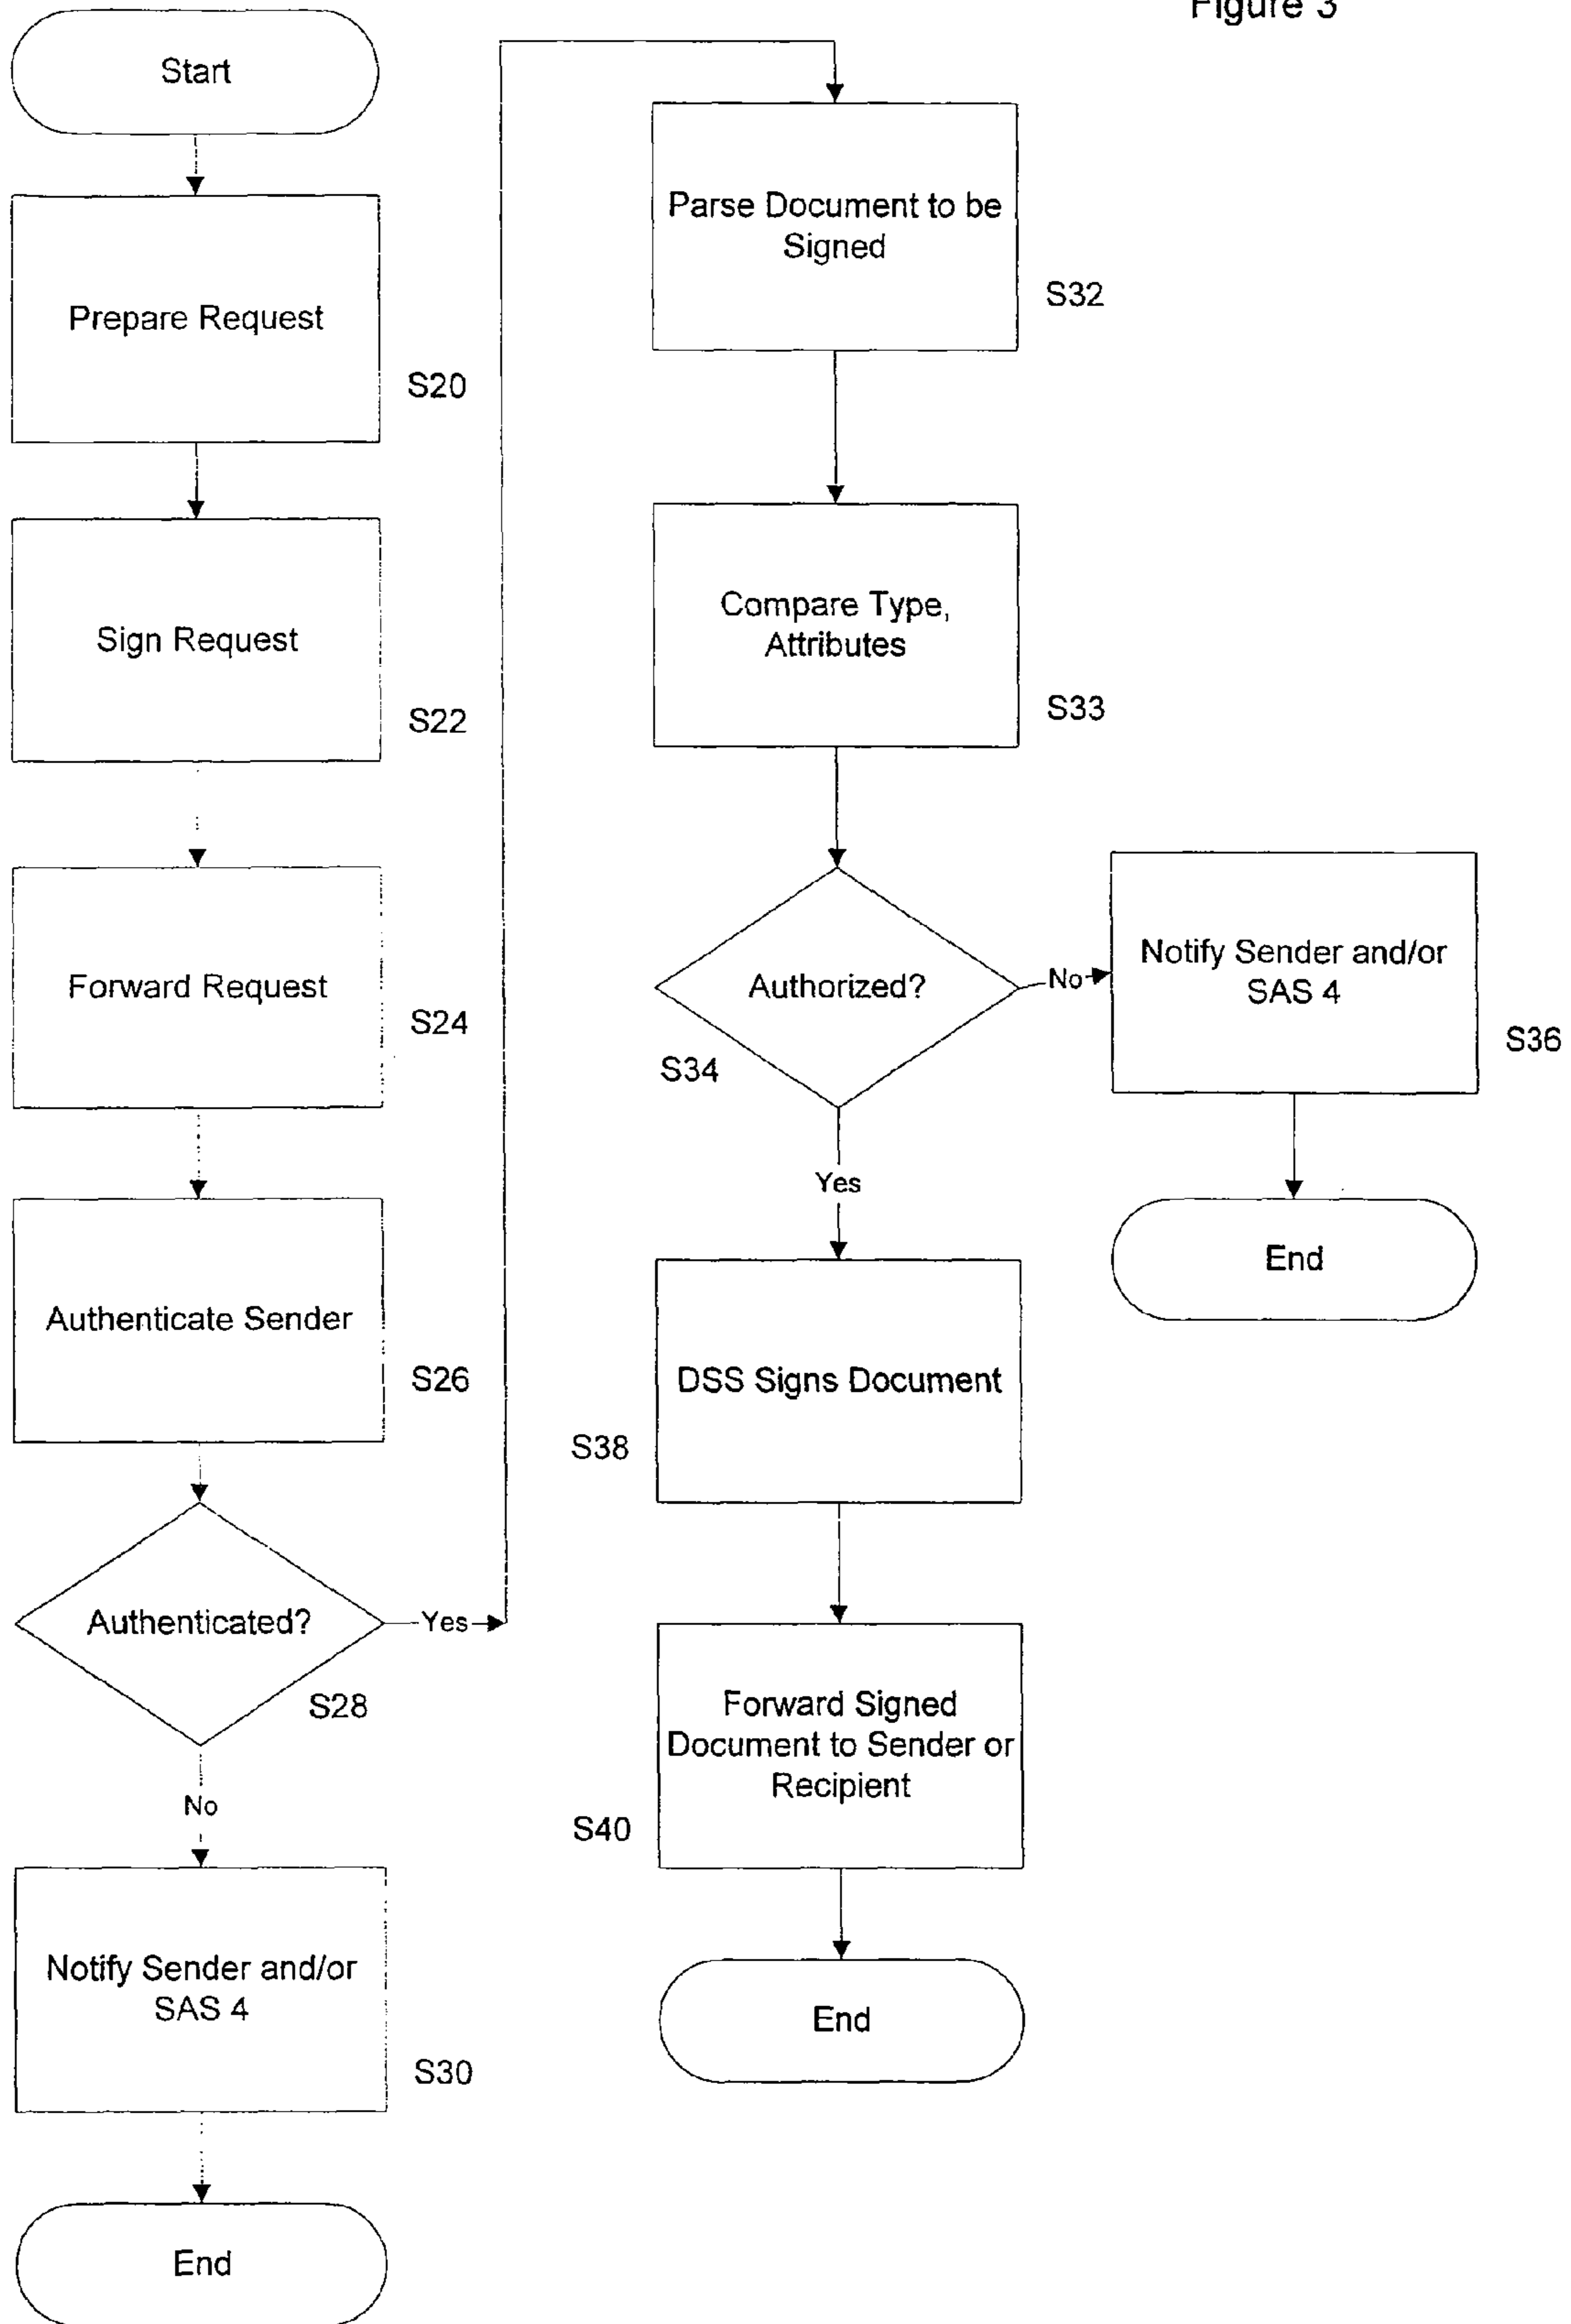 Figure 3
Start
Prepare Request
S20
Sign Request
S22
Forward Request
S24
Authenticate Sender
S26
Authenticated?
Yes
S28
No
Notify Sender and/or
SAS 4
S30
End
Parse Document to be
Signed
S32
Compare Type,
Attributes
S33
Authorized?
No
S34
Notify Sender and/or
SAS 4
S36
End
Yes
DSS Signs Document
S38
Forward Signed
Document to Sender or
Recipient
S40
End